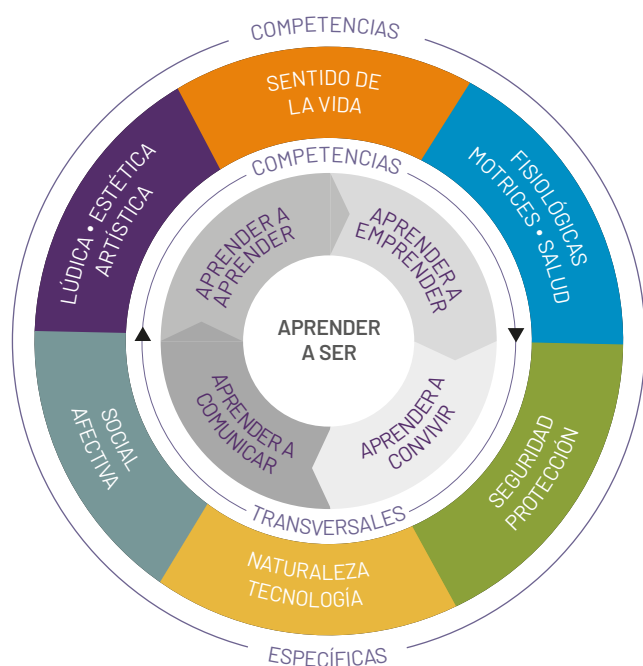 COMPETENCIAS
SENTIDO DE
LA VIDA
FISIOLÓGICAS
MOTRICES • SALUD
SEGURIDAD
PROTECCIÓN
NATURALEZA
TECNOLOGÍA
SOCIAL
AFECTIVA
LÚDICA • ESTÉTICA
ARTÍSTICA
ESPECÍFICAS
COMPETENCIAS
APRENDER A
EMPRENDER
APRENDER A
CONVIVIR
APRENDER A
COMUNICAR
APRENDER A
APRENDER
TRANSVERSALES
APRENDER
A SER